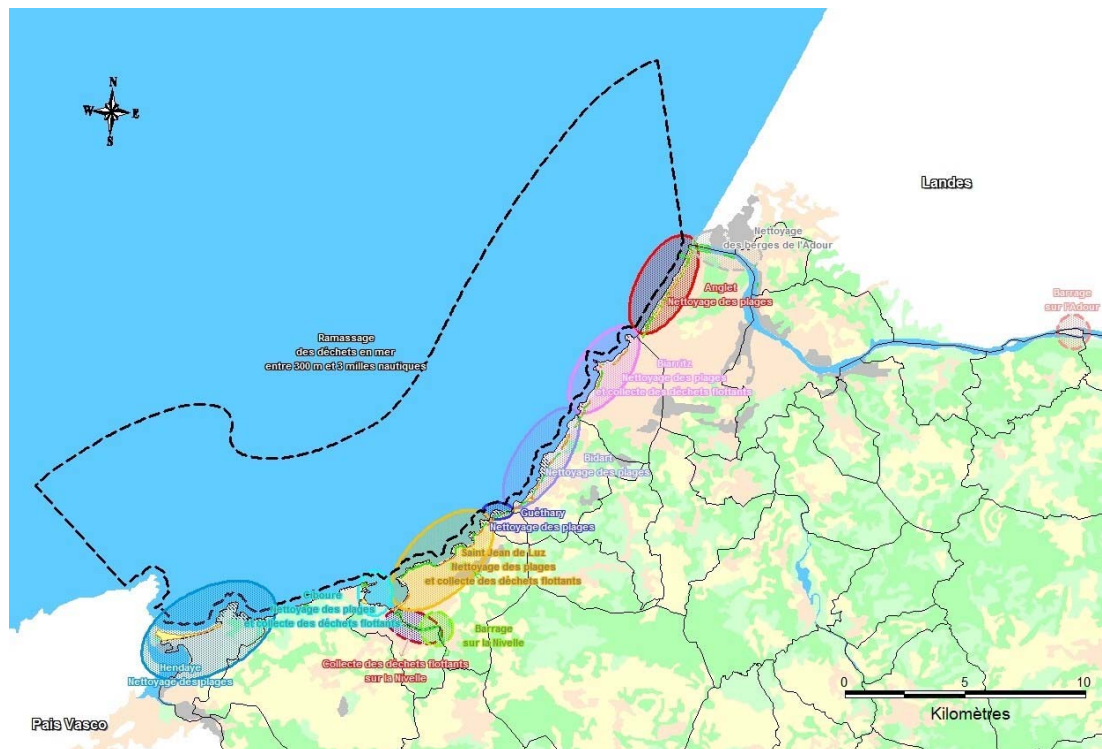 N
W E
S
Landes
Nettoyage
des berges de l'Adour
Barrage
sur l'Adour
Anglet
Nettoyage des plages
Ramassage
des déchets en mer
entre 300 m et 3 milles nautiques
Biarritz
Nettoyage des plages
et collecte des déchets flottants
Bidart
Nettoyage des plages
Guéthary
Nettoyage des plages
Saint Jean de Luz
Nettoyage des plages
et collecte des déchets flottants
Ciboure
Nettoyage des plages
et collecte des déchets flottants
Barrage
sur la Nivelle
Collecte des déchets flottants
sur la Nivelle
Hendaye
Nettoyage des plages
Pais Vasco
0 5 10
Kilomètres